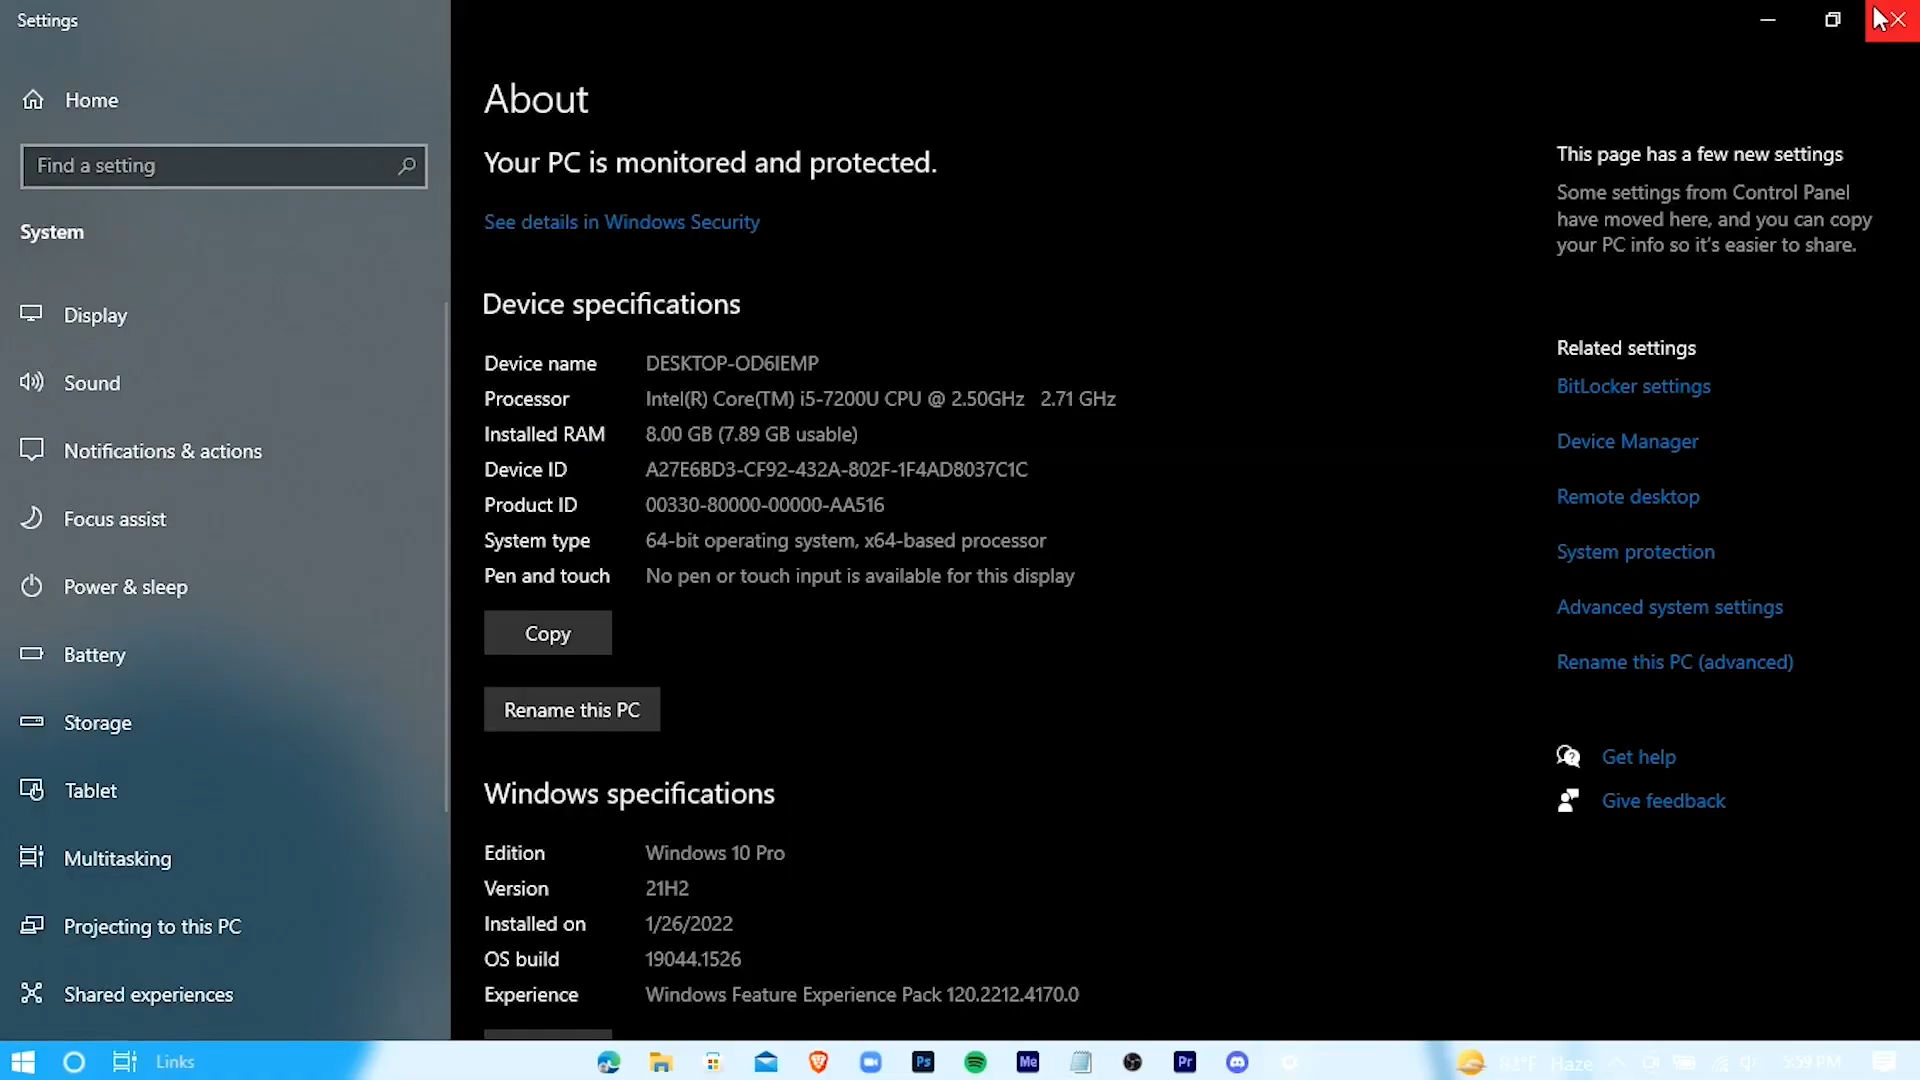 Settings
Home
Find a setting
System
Display
Sound
Notifications & actions
Focus assist
Power & sleep
Battery
Storage
Tablet
Multitasking
Projecting to this PC
Shared experiences
About
Your PC is monitored and protected.
See details in Windows Security
Device specifications
Device name DESKTOP-OD6IEMP
Processor Intel(R) Core(TM) i5-7200U CPU @ 2.50GHz 2.71 GHz
Installed RAM 8.00 GB (7.89 GB usable)
Device ID A27E6BD3-CF92-432A-802F-1F4AD8037C1C
Product ID 00330-80000-00000-AA516
System type 64-bit operating system, x64-based processor
Pen and touch No pen or touch input is available for this display
Copy
Rename this PC
Windows specifications
Edition Windows 10 Pro
Version 21H2
Installed on 1/26/2022
OS build 19044.1526
Experience Windows Feature Experience Pack 120.2212.4170.0
This page has a few new settings
Some settings from Control Panel
have moved here, and you can copy
your PC info so it's easier to share.
Related settings
BitLocker settings
Device Manager
Remote desktop
System protection
Advanced system settings
Rename this PC (advanced)
Get help
Give feedback
Links
Ps
Me
Pr
Haze
5:59 PM